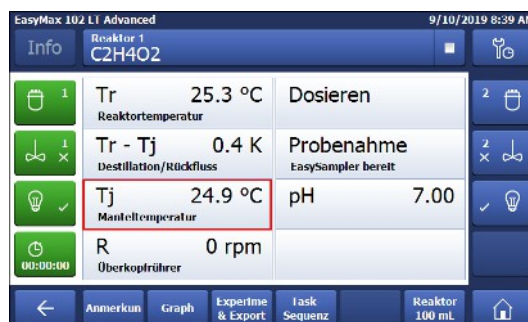 EasyMax 102 LT Advanced
9/10/2019 8:39 AM
Info
Reaktor 1
C2H4O2
1
Tr 25.3 °C
Reaktortemperatur
Dosieren
2
1
Tr - Tj 0.4 K
Destillation/Rückfluss
Probenahme
EasySampler bereit
2
Tj 24.9 °C
Manteltemperatur
pH 7.00
00:00:00
R 0 rpm
Überkopfrührer
Anmerkun
Graph
Experime
& Export
Task
Sequenz
Reaktor
100 mL